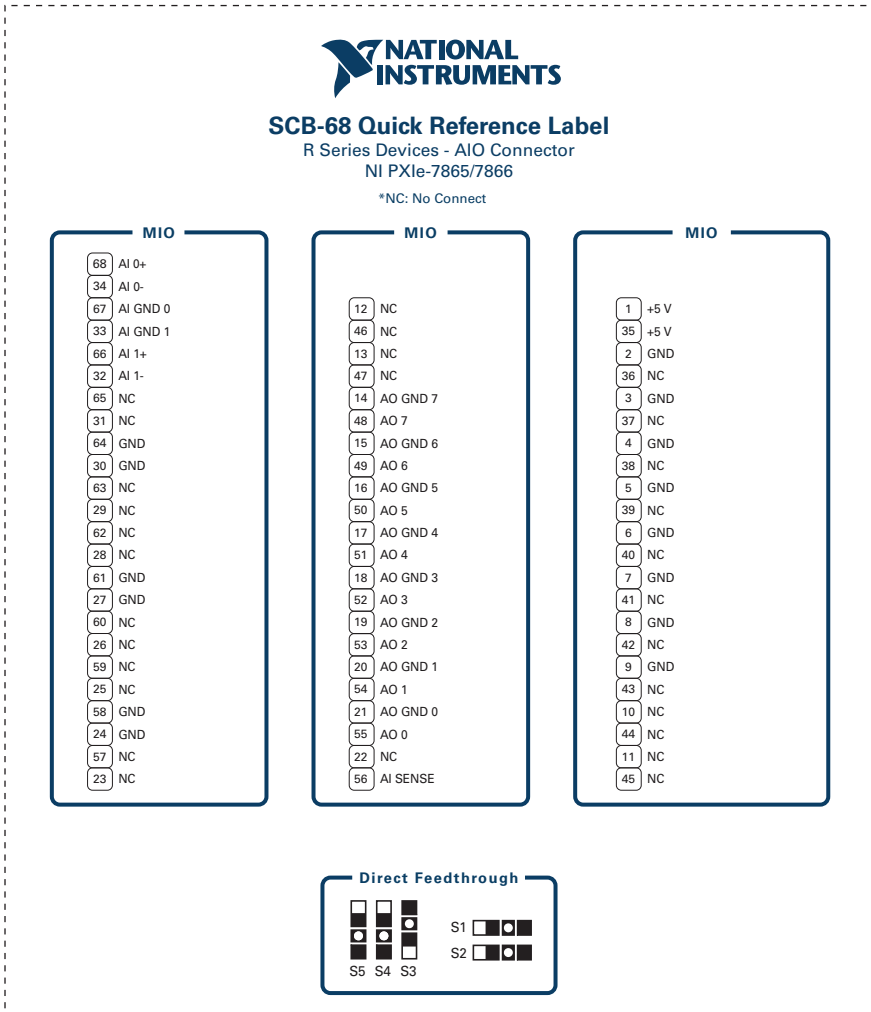 NATIONAL
INSTRUMENTS
SCB-68 Quick Reference Label
R Series Devices - AIO Connector
NI PXIe-7865/7866
*NC: No Connect
MIO
68 AI 0+
34 AI 0-
67 AI GND 0
33 AI GND 1
66 AI 1+
32 AI 1-
65 NC
31 NC
64 GND
30 GND
63 NC
29 NC
62 NC
28 NC
61 GND
27 GND
60 NC
26 NC
59 NC
25 NC
58 GND
24 GND
57 NC
23 NC
MIO
12 NC
46 NC
13 NC
47 NC
14 AO GND 7
48 AO 7
15 AO GND 6
49 AO 6
16 AO GND 5
50 AO 5
17 AO GND 4
51 AO 4
18 AO GND 3
52 AO 3
19 AO GND 2
53 AO 2
20 AO GND 1
54 AO 1
21 AO GND 0
55 AO 0
22 NC
56 AI SENSE
MIO
1 +5 V
35 +5 V
2 GND
36 NC
3 GND
37 NC
4 GND
38 NC
5 GND
39 NC
6 GND
40 NC
7 GND
41 NC
8 GND
42 NC
9 GND
43 NC
10 NC
44 NC
11 NC
45 NC
Direct Feedthrough
S5 S4 S3
S1
S2